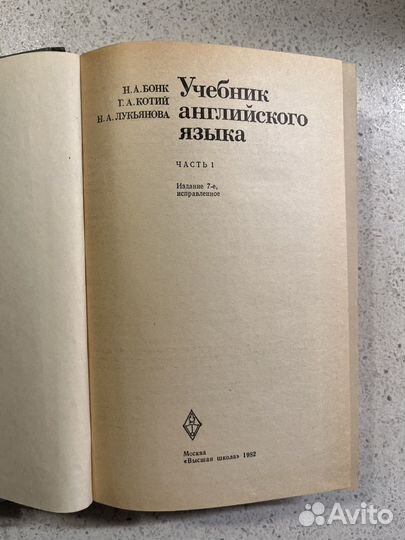 Н. А. БОНК
Г. А. КОТИЙ
Н. А. ЛУКЬЯНОВА
Учебник
английского
языка
ЧАСТЬ 1
Издание 7-е,
исправленное
Москва
«Высшая школа» 1982
Avito